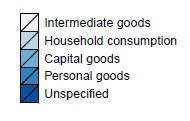 Intermediate goods
Household consumption
Capital goods
Personal goods
Unspecified